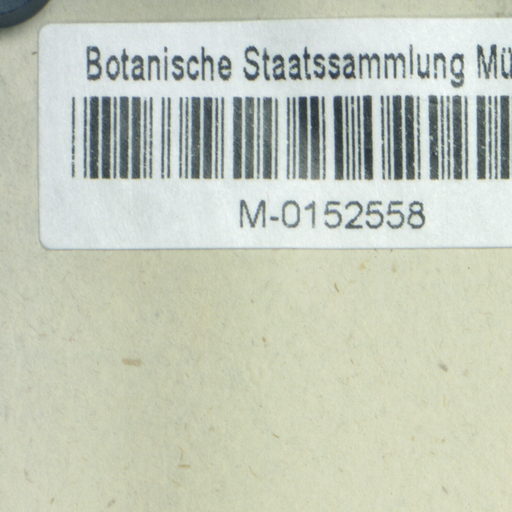 Botanische Staatssammlung Mü
M-0152558